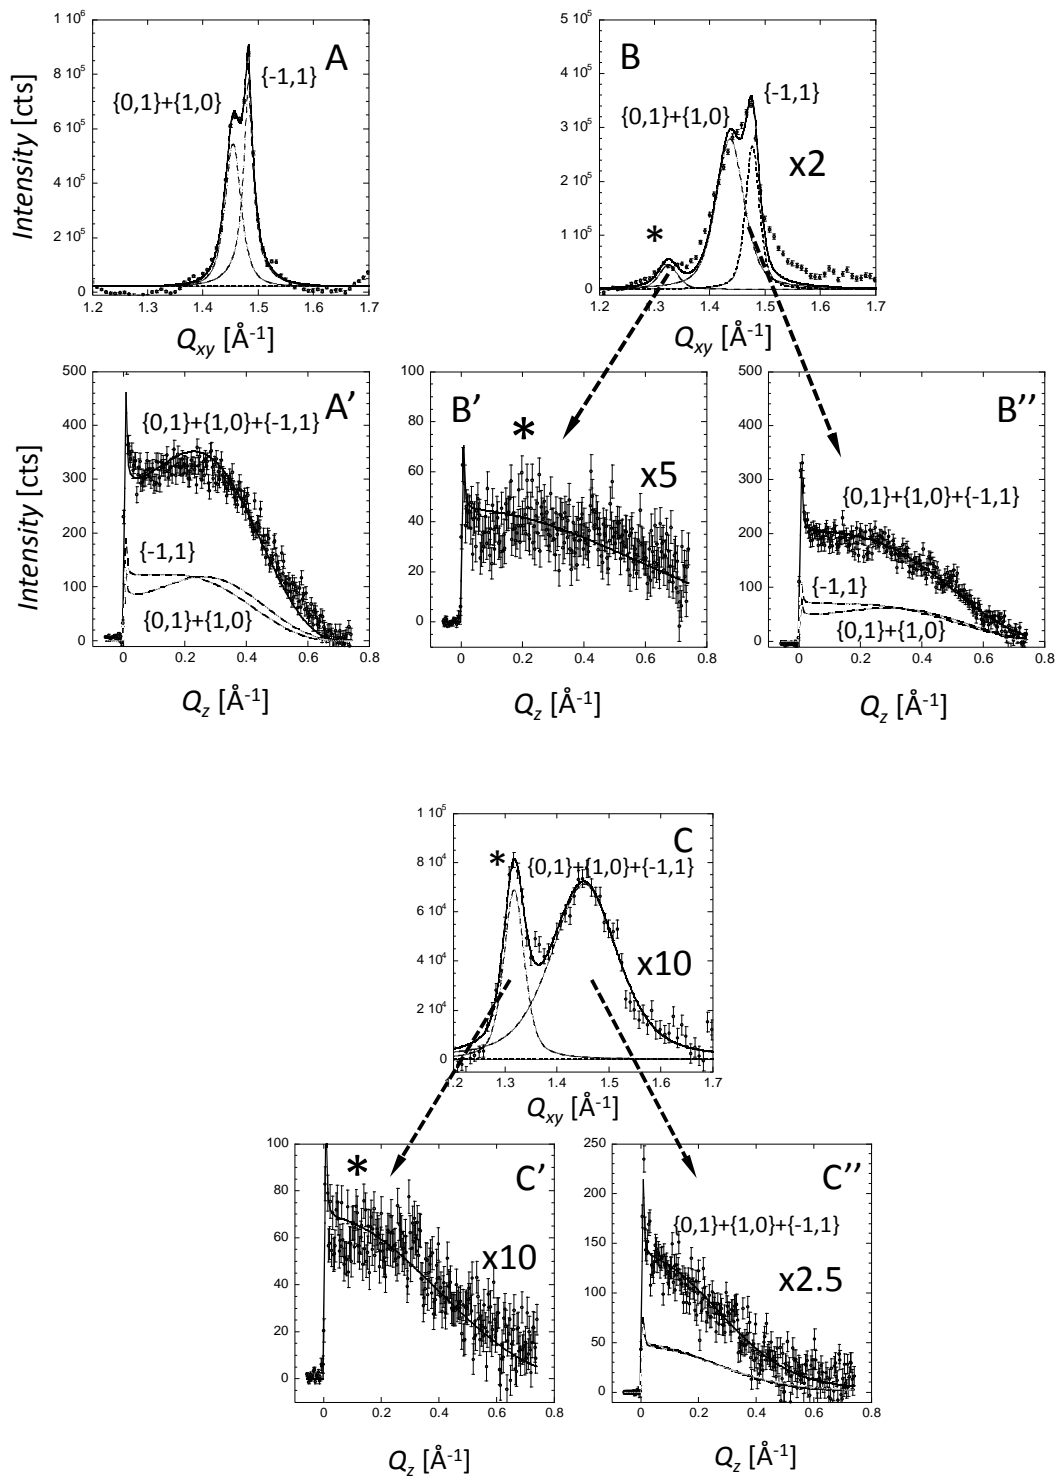 A
1 10⁶
8 10⁵
6 10⁵
4 10⁵
2 10⁵
0
Intensity [cts]
{0,1}+{1,0}
{-1,1}
1.2 1.4 1.5 1.6 1.7
Qxy [Å-1]
B
5 10⁵
4 10⁵
3 10⁵
2 10⁵
1 10⁵
0
{0,1}+{1,0}
{-1,1}
x2
*
1.2 1.3 1.4 1.5 1.6 1.7
Qxy [Å-1]
A’
500
400
300
200
100
0
Intensity [cts]
{0,1}+{1,0}+{-1,1}
{-1,1}
{0,1}+{1,0}
0 0.2 0.4 0.6 0.8
Qz [Å-1]
B’
100
80
60
40
20
0
*
x5
0 0.2 0.4 0.6 0.8
Qz [Å-1]
B’’
500
400
300
200
100
0
{0,1}+{1,0}+{-1,1}
{-1,1}
{0,1}+{1,0}
0 0.2 0.4 0.6 0.8
Qz [Å-1]
C
1 10⁵
8 10⁴
6 10⁴
4 10⁴
2 10⁴
0
*
{0,1}+{1,0}+{-1,1}
x10
1.2 1.3 1.4 1.5 1.6 1.7
Qxy [Å-1]
C’
100
80
60
40
20
0
*
x10
0 0.2 0.4 0.6 0.8
Qz [Å-1]
C’’
250
200
150
100
50
0
{0,1}+{1,0}+{-1,1}
x2.5
0 0.2 0.4 0.6 0.8
Qz [Å-1]